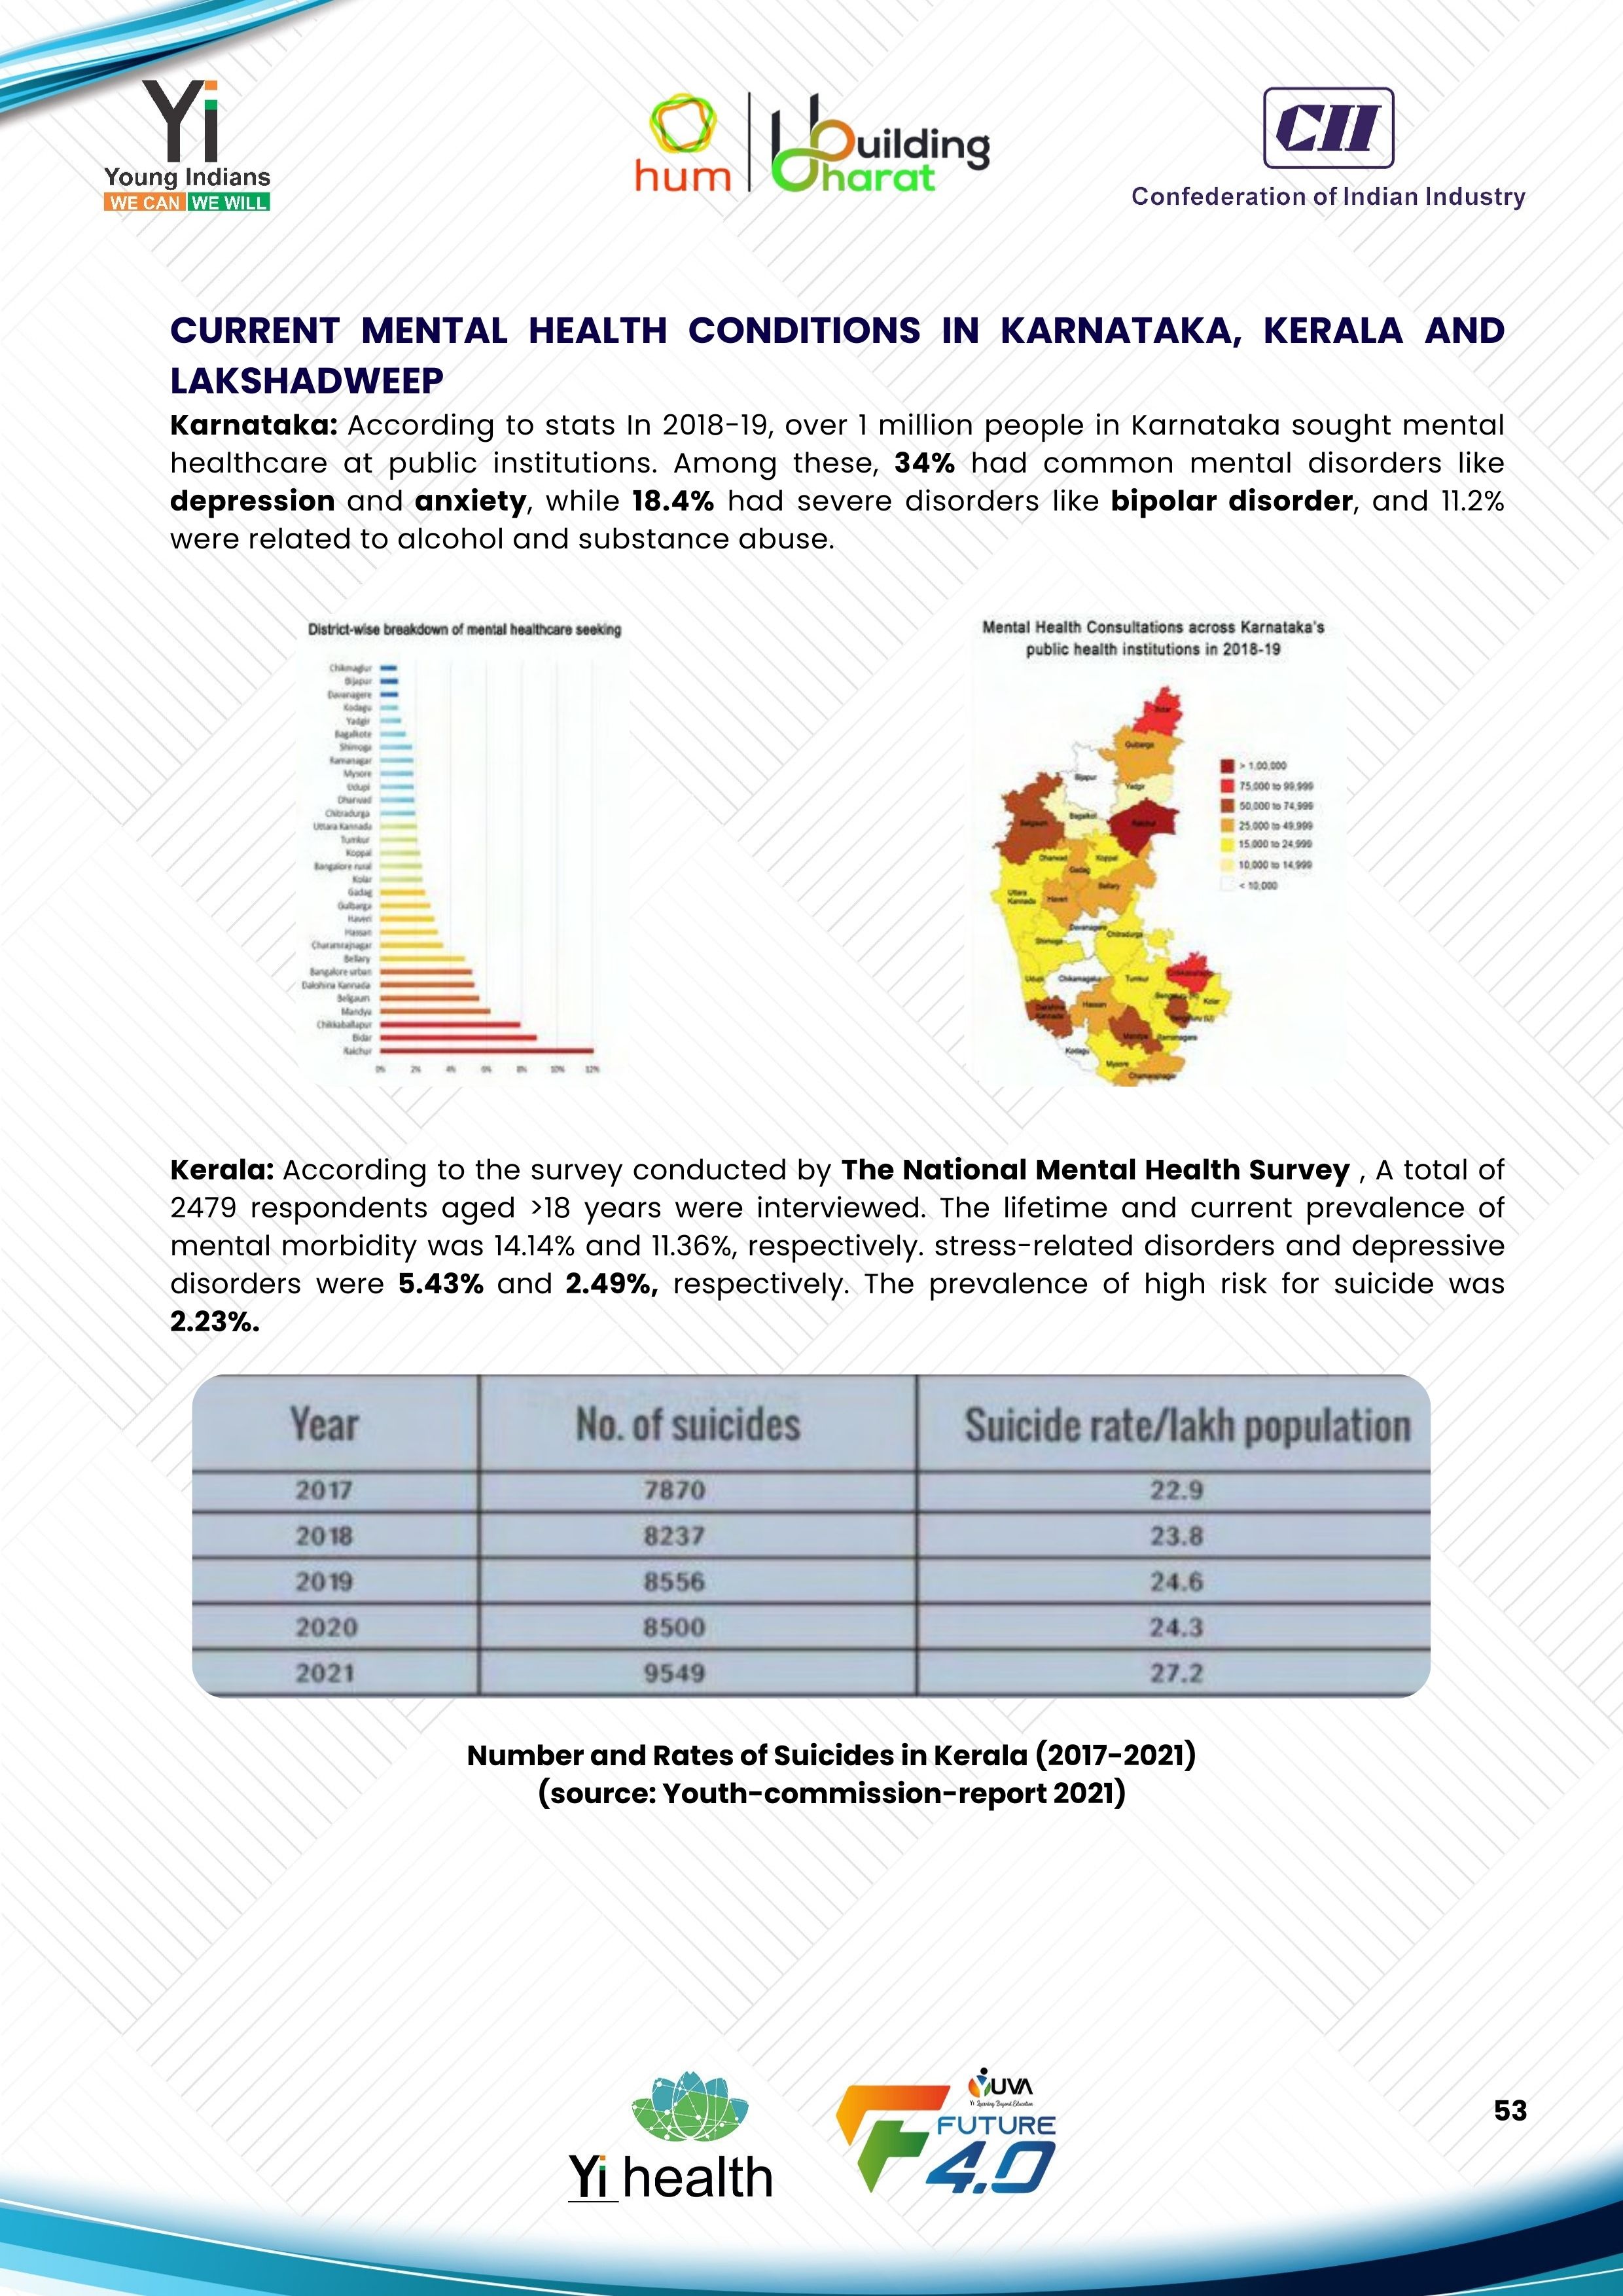 Yi
Young Indians
WE CAN WE WILL
hum
building
bharat
CII
Confederation of Indian Industry
CURRENT MENTAL HEALTH CONDITIONS IN KARNATAKA, KERALA AND
LAKSHADWEEP
Karnataka: According to stats In 2018-19, over 1 million people in Karnataka sought mental
healthcare at public institutions. Among these, 34% had common mental disorders like
depression and anxiety, while 18.4% had severe disorders like bipolar disorder, and 11.2%
were related to alcohol and substance abuse.
District-wise breakdown of mental healthcare seeking
Chikmaglur
Bijapur
Davanagere
Kodagu
Yadgir
Bagalkote
Shimoga
Ramanagar
Mysore
Udupi
Dharwad
Chitradurga
Uttara Kannada
Tumkur
Koppal
Bangalore rural
Kolar
Gadag
Gulbarga
Haveri
Hassan
Chamarajnagar
Bellary
Bangalore urban
Dakshina Kannada
Belgaum
Mandya
Chikkaballapur
Bidar
Raichur
0% 2% 4% 6% 8% 10% 12%
Mental Health Consultations across Karnataka's
public health institutions in 2018-19
Bidar
Gulbarga
Bijapur
Yadgir
Belgaum
Bagalkot
Raichur
Dharwad
Koppal
Gadag
Bellary
Uttara
Kannada
Haveri
Davanagere
Chitradurga
Shimoga
Udupi
Chikamagalur
Tumkur
Kolar
Dakshina
Kannada
Hassan
Mandya
Ramanagara
Kodagu
Mysore
Chamarajnagar
> 1,00,000
75,000 to 99,999
50,000 to 74,999
25,000 to 49,999
15,000 to 24,999
10,000 to 14,999
< 10,000
Kerala: According to the survey conducted by The National Mental Health Survey , A total of
2479 respondents aged >18 years were interviewed. The lifetime and current prevalence of
mental morbidity was 14.14% and 11.36%, respectively. stress-related disorders and depressive
disorders were 5.43% and 2.49%, respectively. The prevalence of high risk for suicide was
2.23%.
Year No. of suicides Suicide rate/lakh population
2017 7870 22.9
2018 8237 23.8
2019 8556 24.6
2020 8500 24.3
2021 9549 27.2
Number and Rates of Suicides in Kerala (2017-2021)
(source: Youth-commission-report 2021)
Yi health
YUVA
Yi Learning Beyond Education
FUTURE
4.0
53